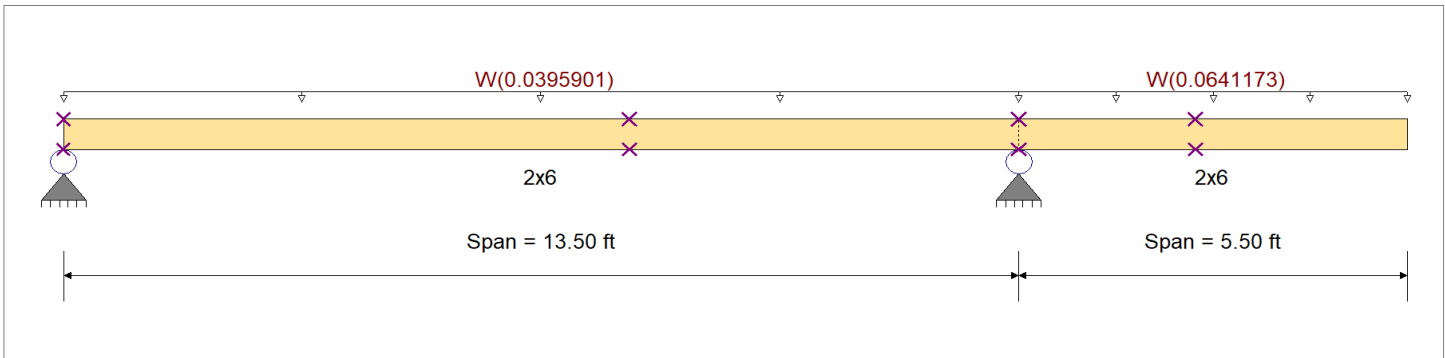 W(0.0395901) W(0.0641173)
2x6 2x6
Span = 13.50 ft Span = 5.50 ft